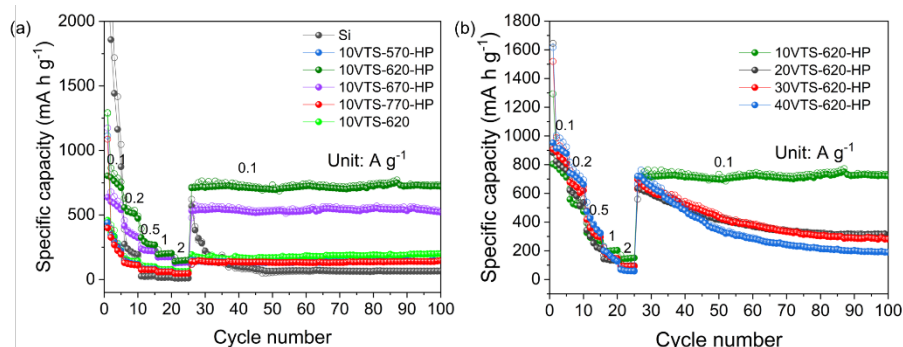 (a)
2000
1500
1000
500
0
Specific capacity (mA h g⁻¹)
0 10 20 30 40 50 60 70 80 90 100
Cycle number
Si
10VTS-570-HP
10VTS-620-HP
10VTS-670-HP
10VTS-770-HP
10VTS-620
Unit: A g⁻¹
0.1
0.2
0.5
1
2
0.1
(b)
1800
1600
1400
1200
1000
800
600
400
200
0
Specific capacity (mA h g⁻¹)
0 10 20 30 40 50 60 70 80 90 100
Cycle number
10VTS-620-HP
20VTS-620-HP
30VTS-620-HP
40VTS-620-HP
Unit: A g⁻¹
0.1
0.2
0.5
1
2
0.1